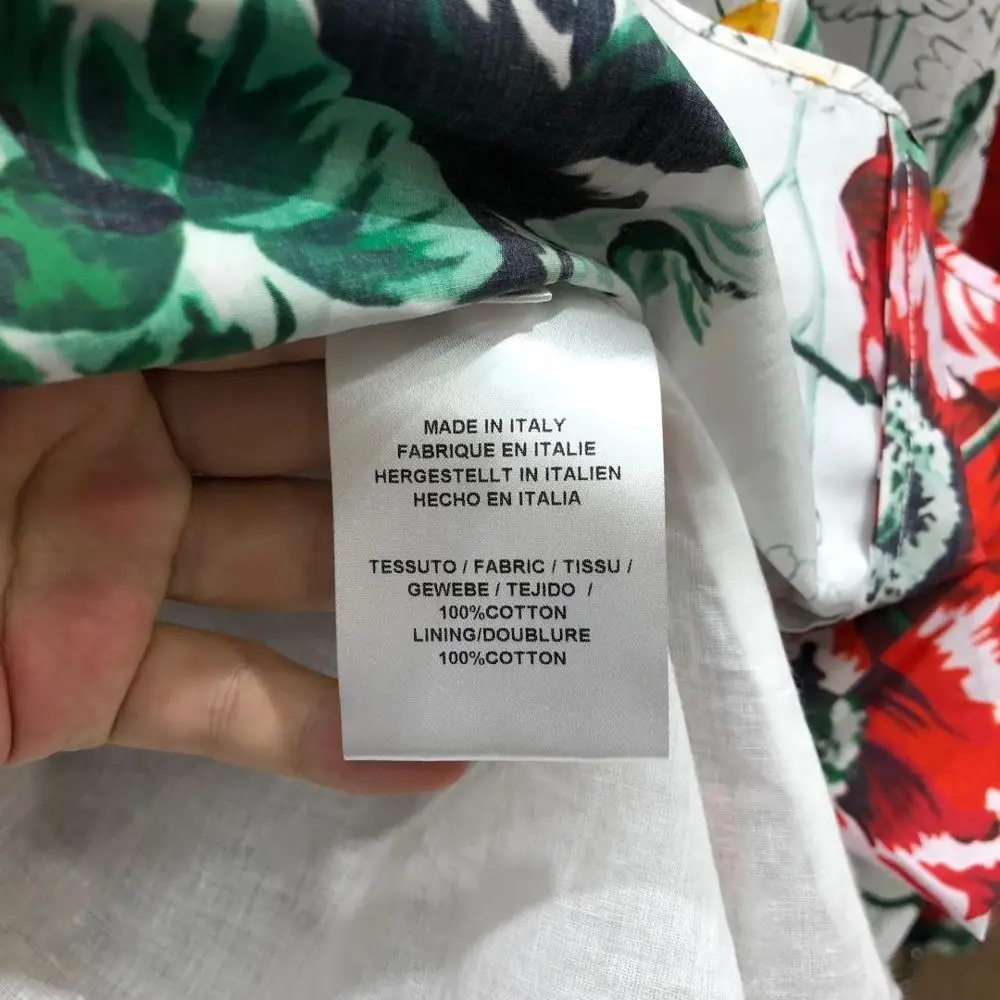 MADE IN ITALY
FABRIQUE EN ITALIE
HERGESTELLT IN ITALIEN
HECHO EN ITALIA
TESSUTO / FABRIC / TISSU /
GEWEBE / TEJIDO /
100%COTTON
LINING/DOUBLURE
100%COTTON